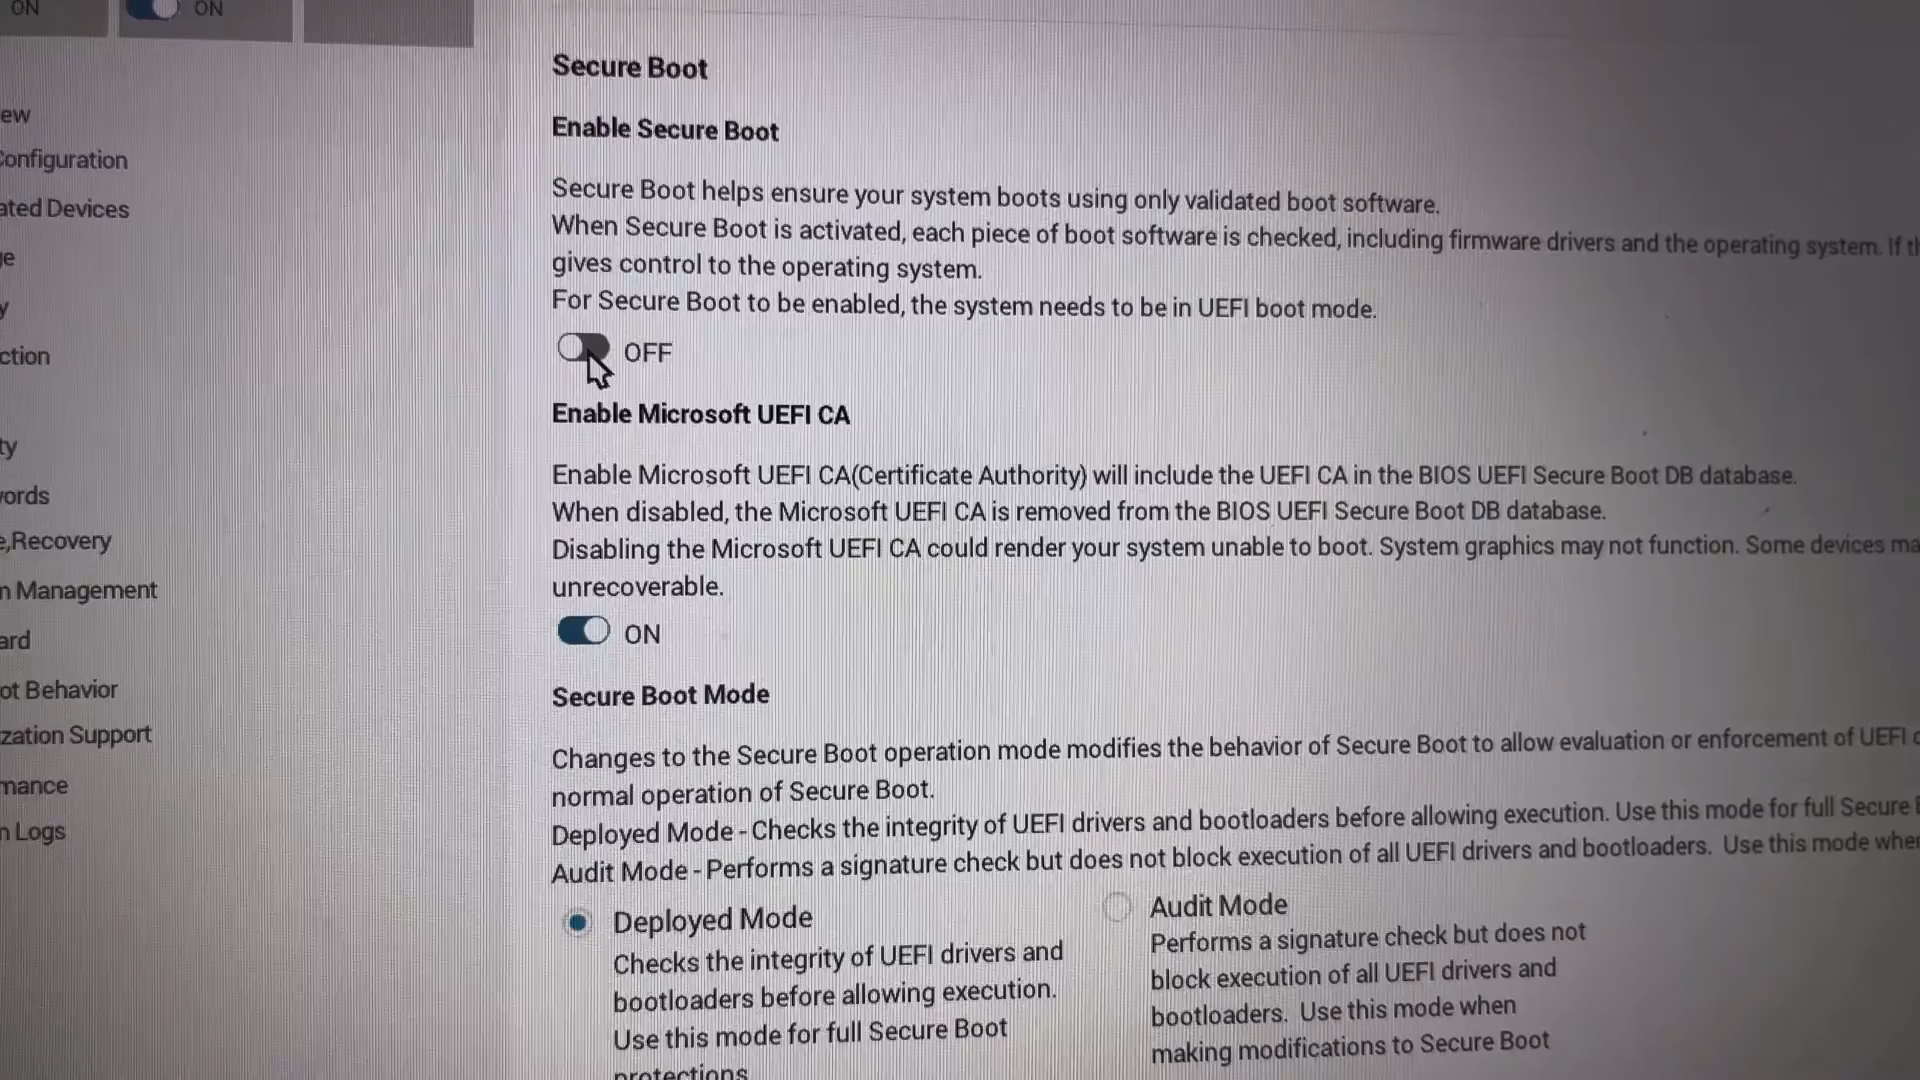 ON
ON
Secure Boot
Enable Secure Boot
Secure Boot helps ensure your system boots using only validated boot software.
When Secure Boot is activated, each piece of boot software is checked, including firmware drivers and the operating system. If
gives control to the operating system.
For Secure Boot to be enabled, the system needs to be in UEFI boot mode.
OFF
Enable Microsoft UEFI CA
Enable Microsoft UEFI CA(Certificate Authority) will include the UEFI CA in the BIOS UEFI Secure Boot DB database.
When disabled, the Microsoft UEFI CA is removed from the BIOS UEFI Secure Boot DB database.
Disabling the Microsoft UEFI CA could render your system unable to boot. System graphics may not function. Some devices ma
unrecoverable.
ON
Secure Boot Mode
Changes to the Secure Boot operation mode modifies the behavior of Secure Boot to allow evaluation or enforcement of UEFI
normal operation of Secure Boot.
Deployed Mode - Checks the integrity of UEFI drivers and bootloaders before allowing execution. Use this mode for full Secure
Audit Mode - Performs a signature check but does not block execution of all UEFI drivers and bootloaders. Use this mode when
Deployed Mode
Checks the integrity of UEFI drivers and
bootloaders before allowing execution.
Use this mode for full Secure Boot
protections
Audit Mode
Performs a signature check but does not
block execution of all UEFI drivers and
bootloaders. Use this mode when
making modifications to Secure Boot
ew
onfiguration
ated Devices
ge
y
ction
ty
words
e,Recovery
n Management
ard
ot Behavior
zation Support
mance
n Logs